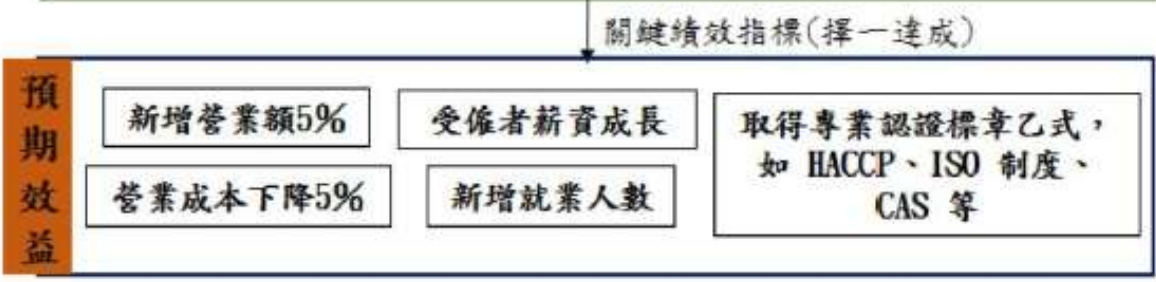 關鍵績效指標(擇一達成)
預期效益
新增營業額5%
受僱者薪資成長
營業成本下降5%
新增就業人數
取得專業認證標章乙式，
如 HACCP、ISO 制度、
CAS 等